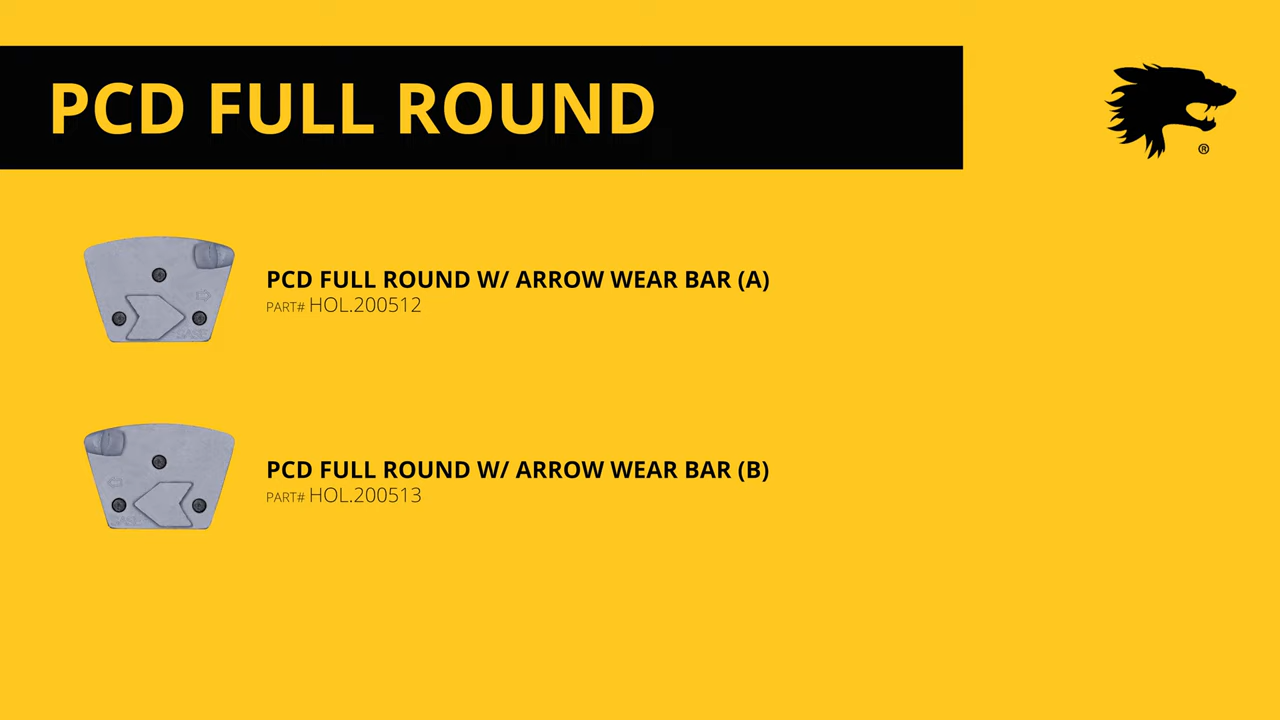 PCD FULL ROUND
®
PCD FULL ROUND W/ ARROW WEAR BAR (A)
PART# HOL.200512
PCD FULL ROUND W/ ARROW WEAR BAR (B)
PART# HOL.200513